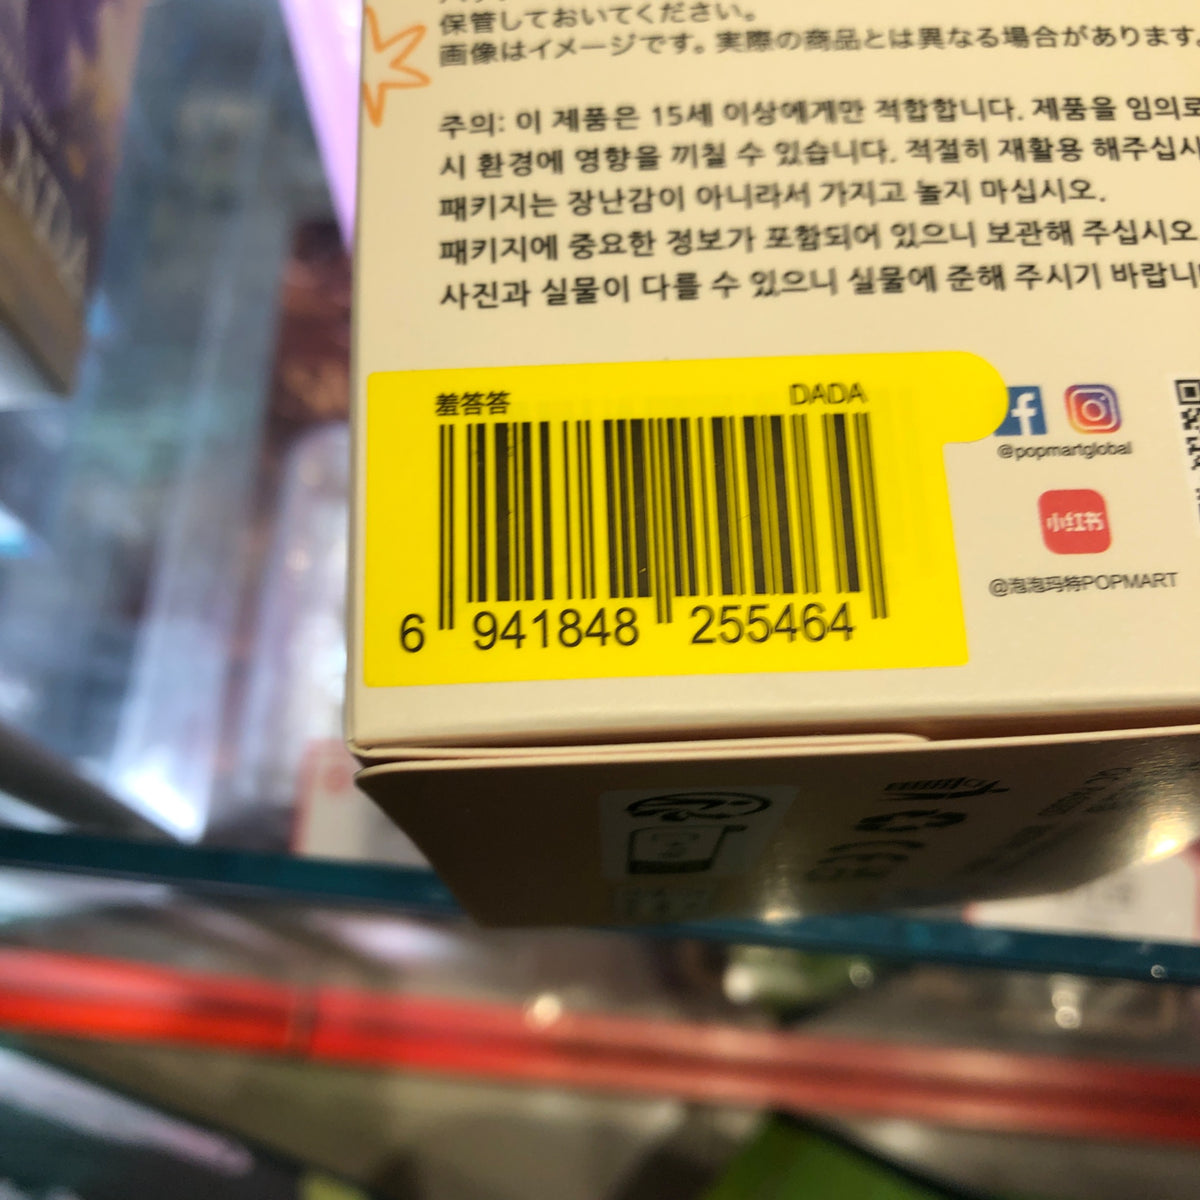 保管しておいてください。
画像はイメージです。実際の商品とは異なる場合があります。
주의: 이 제품은 15세 이상에게만 적합합니다. 제품을 임의로
시 환경에 영향을 끼칠 수 있습니다. 적절히 재활용 해주십시
패키지는 장난감이 아니라서 가지고 놀지 마십시오.
패키지에 중요한 정보가 포함되어 있으니 보관해 주십시오
사진과 실물이 다를 수 있으니 실물에 준해 주시기 바랍니
羞答答 DADA
6 941848 255464
@popmartglobal
小红书
@泡泡玛特POPMART